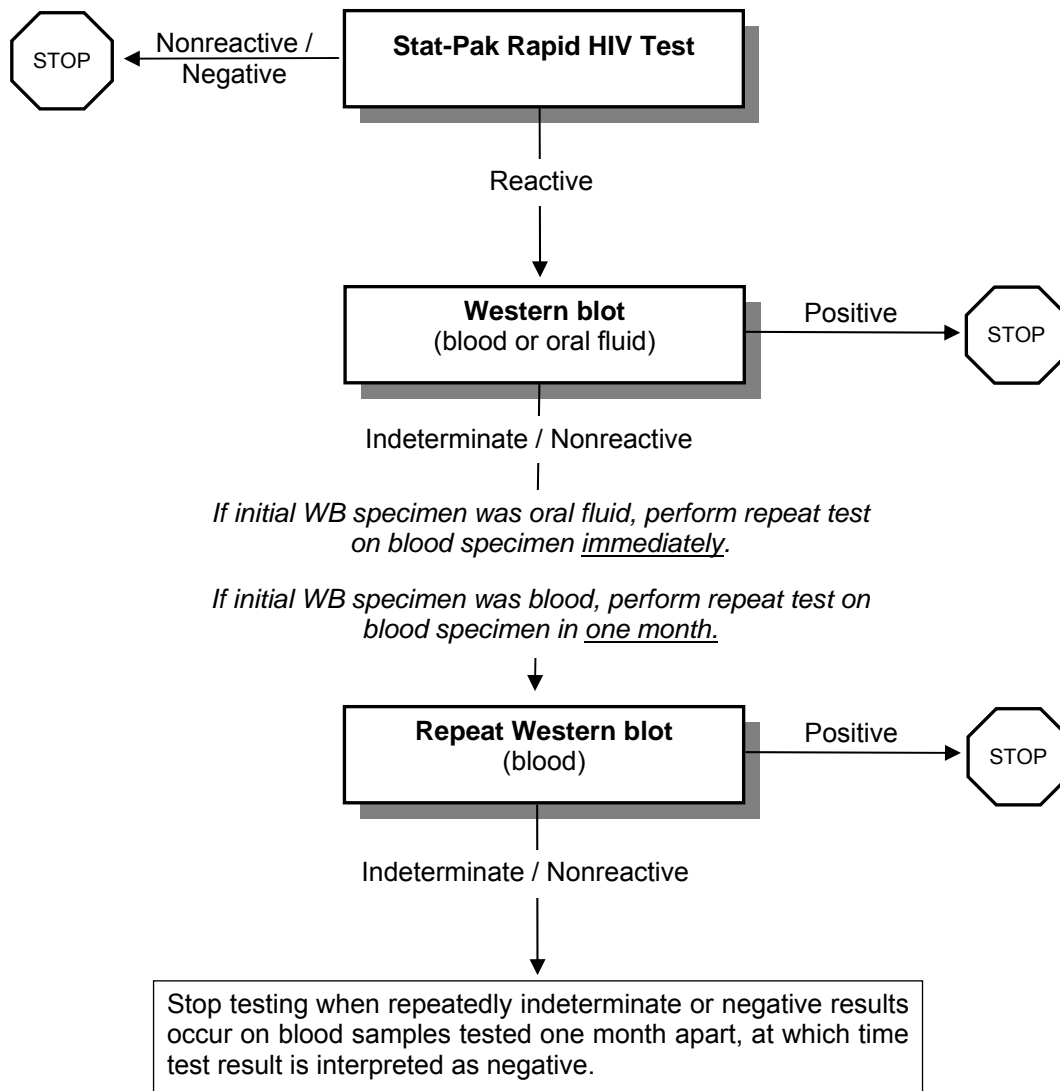 STOP
Nonreactive /
Negative
Stat-Pak Rapid HIV Test
Reactive
Western blot
(blood or oral fluid)
Positive
STOP
Indeterminate / Nonreactive
If initial WB specimen was oral fluid, perform repeat test
on blood specimen immediately.
If initial WB specimen was blood, perform repeat test on
blood specimen in one month.
Repeat Western blot
(blood)
Positive
STOP
Indeterminate / Nonreactive
Stop testing when repeatedly indeterminate or negative results
occur on blood samples tested one month apart, at which time
test result is interpreted as negative.